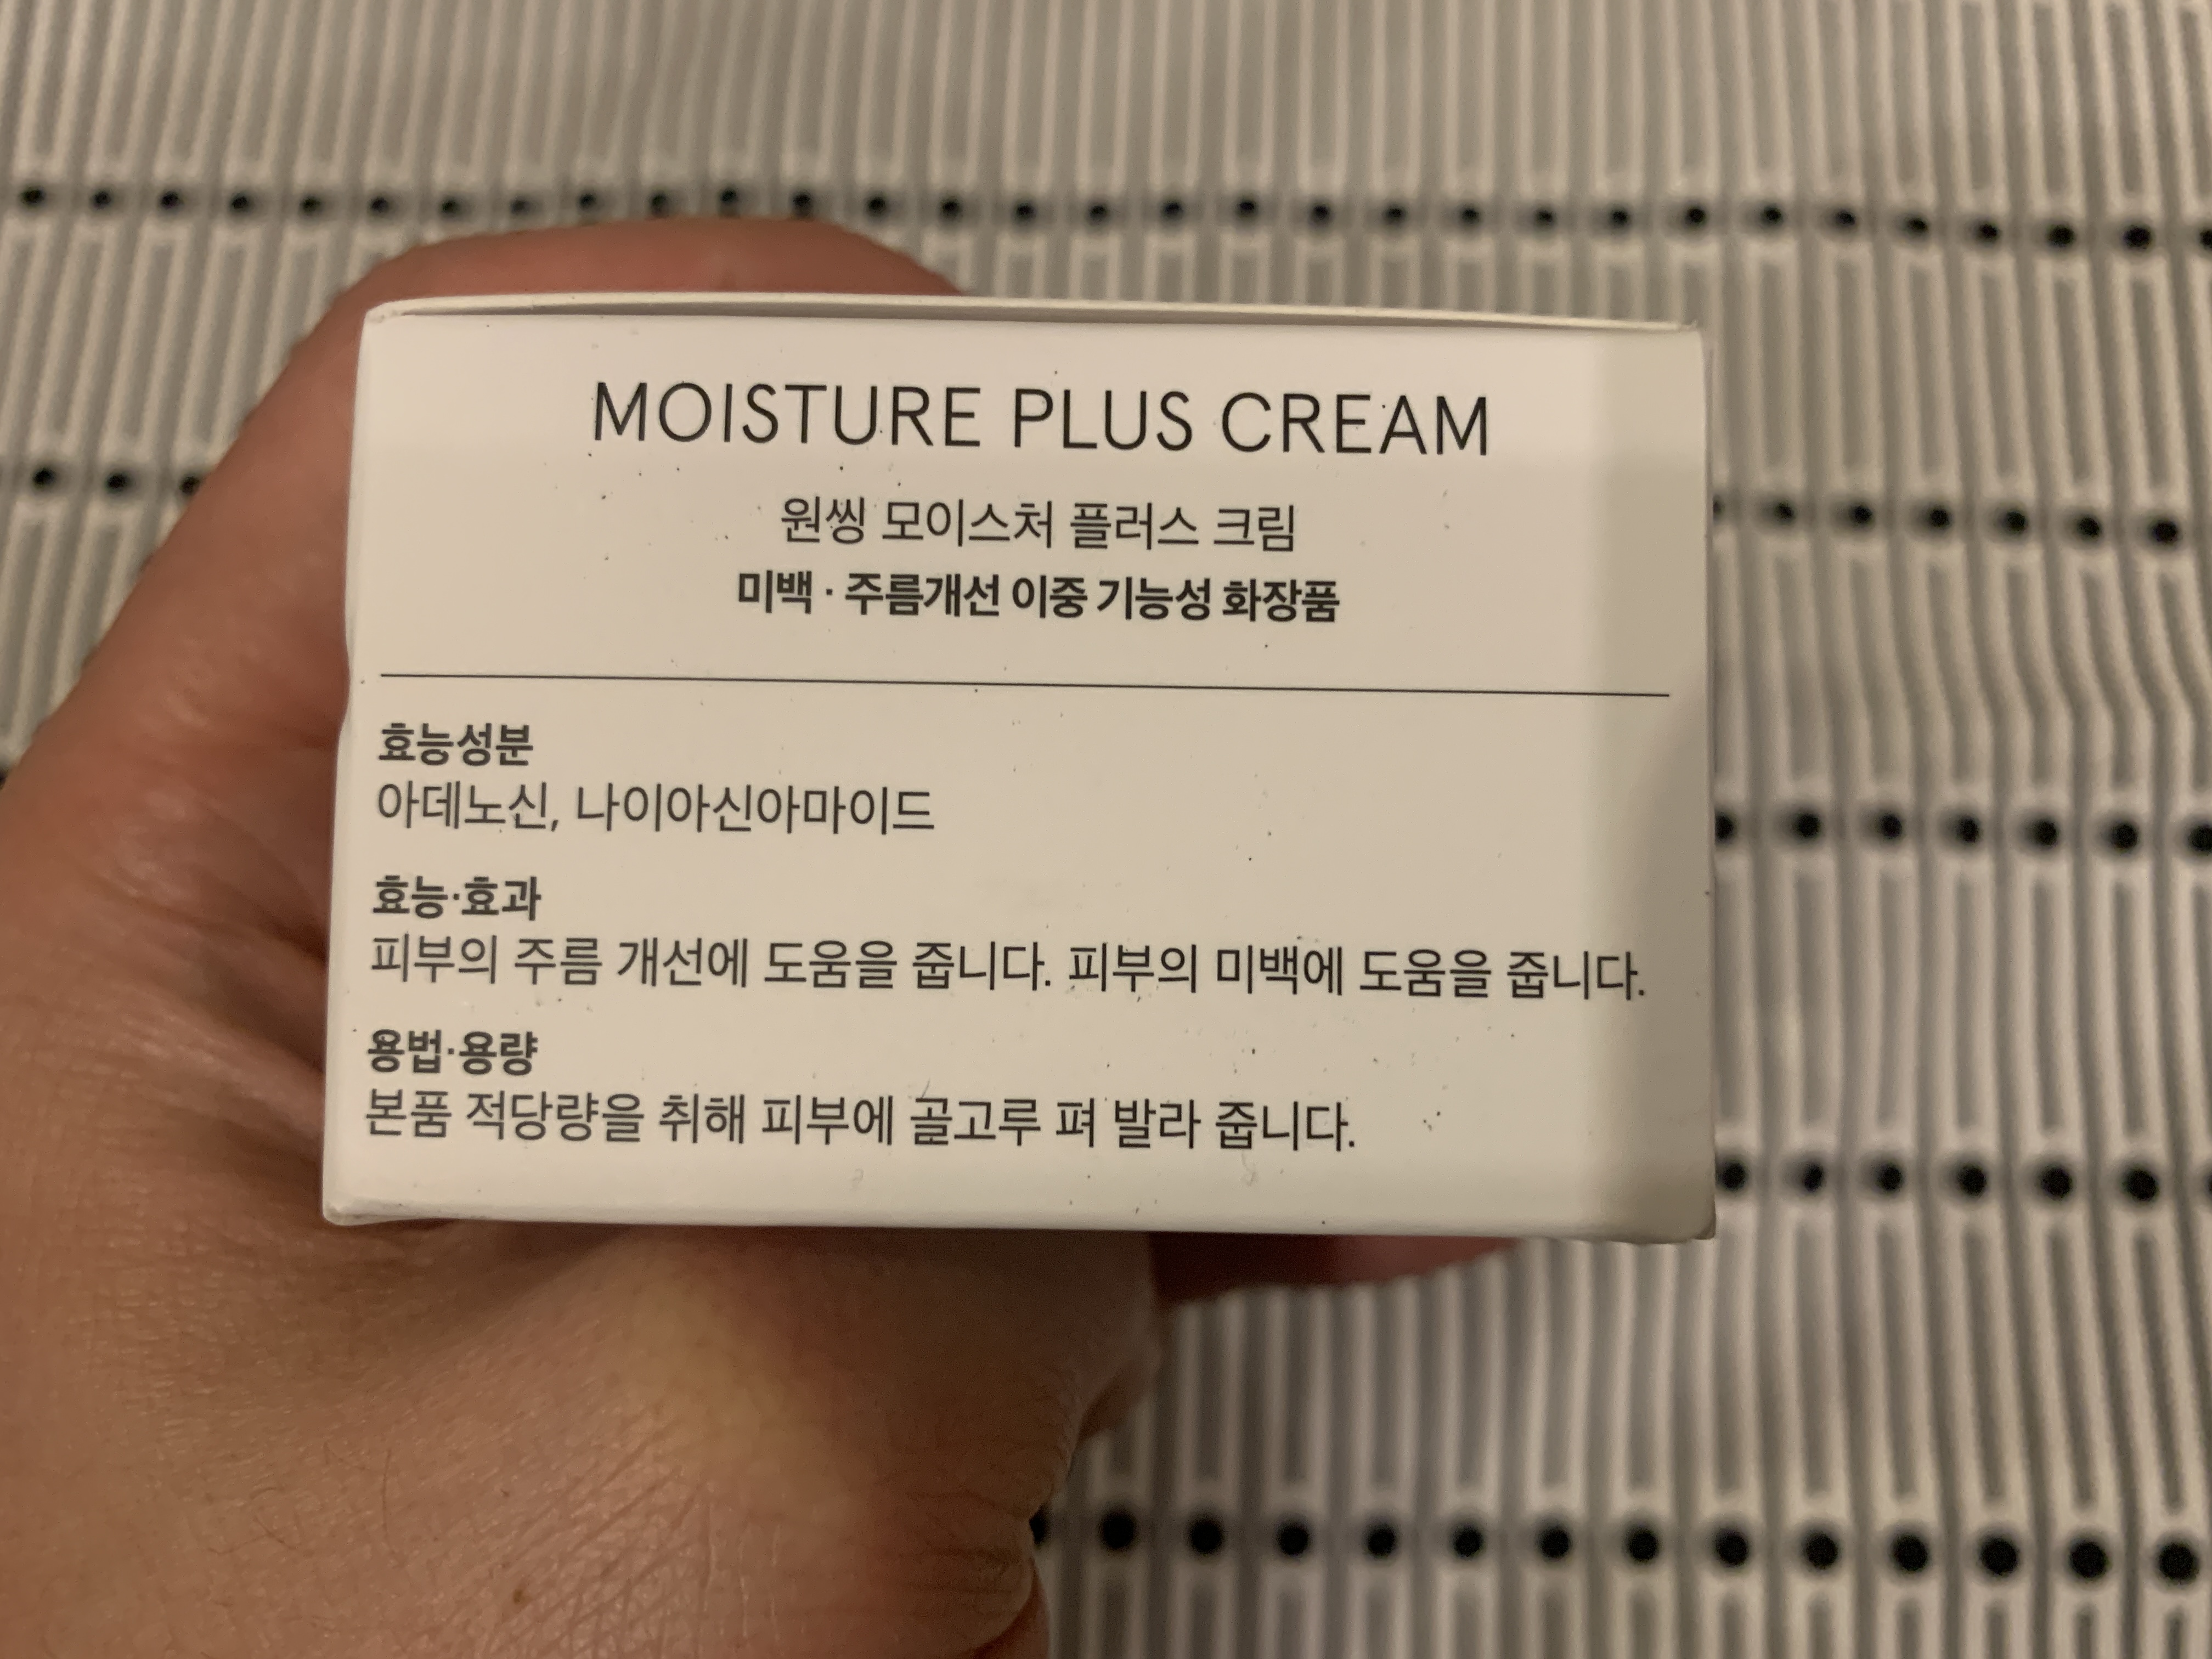 MOISTURE PLUS CREAM
원씽 모이스처 플러스 크림
미백 · 주름개선 이중 기능성 화장품
효능성분
아데노신, 나이아신아마이드
효능·효과
피부의 주름 개선에 도움을 줍니다. 피부의 미백에 도움을 줍니다.
용법·용량
본품 적당량을 취해 피부에 골고루 펴 발라 줍니다.